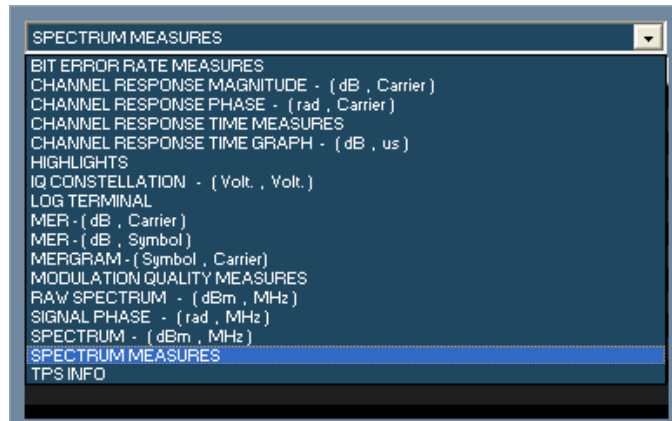 SPECTRUM MEASURES
BIT ERROR RATE MEASURES
CHANNEL RESPONSE MAGNITUDE - ( dB , Carrier )
CHANNEL RESPONSE PHASE - ( rad , Carrier )
CHANNEL RESPONSE TIME MEASURES
CHANNEL RESPONSE TIME GRAPH - ( dB , us )
HIGHLIGHTS
IQ CONSTELLATION - ( Volt. , Volt. )
LOG TERMINAL
MER - ( dB , Carrier )
MER - ( dB , Symbol )
MERGRAM - ( Symbol , Carrier)
MODULATION QUALITY MEASURES
RAW SPECTRUM - ( dBm , MHz )
SIGNAL PHASE - ( rad , MHz )
SPECTRUM - ( dBm , MHz )
SPECTRUM MEASURES
TPS INFO